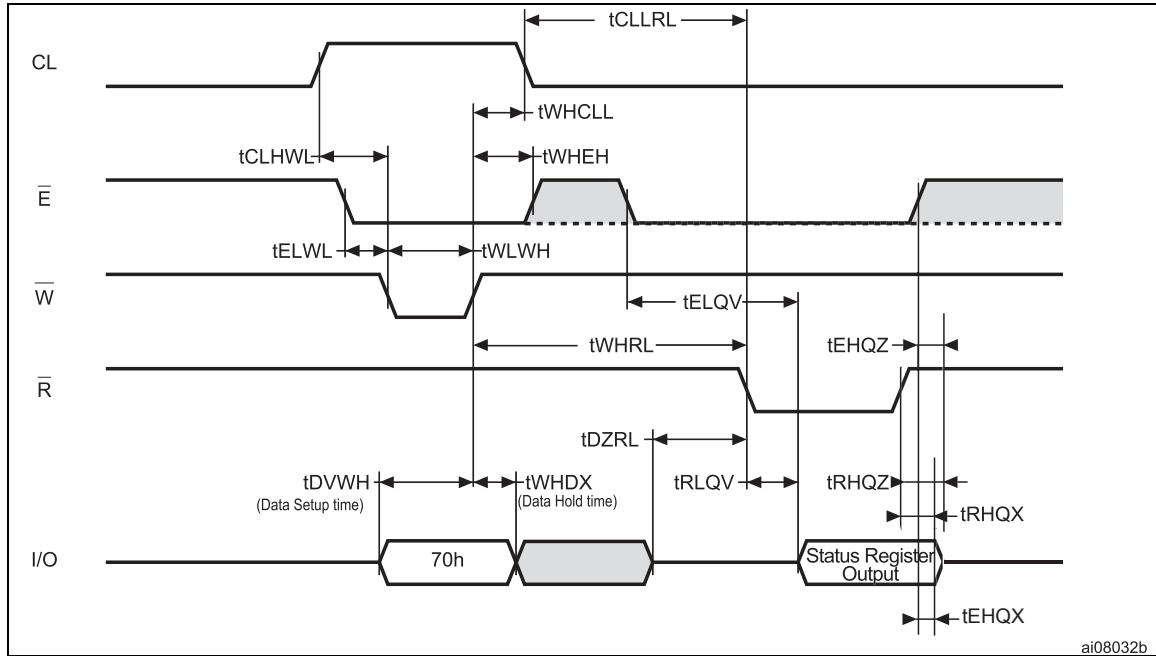 tCLLRL
CL
tWHCLL
tCLHWL
tWHEH
E
tELWL
tWLWH
W
tELQV
tWHRL
tEHQZ
R
tDZRL
tDVWH
(Data Setup time)
tWHDX
(Data Hold time)
tRLQV
tRHQZ
tRHQX
I/O
70h
Status Register
Output
tEHQX
ai08032b